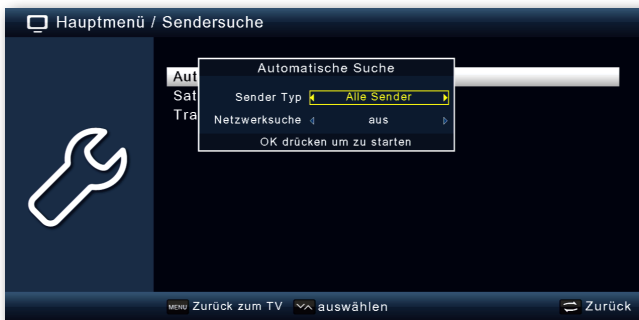 Hauptmenü / Sendersuche
Automatische Suche
Aut
Sender Typ Alle Sender
Sat
Netzwerksuche aus
Tra
OK drücken um zu starten
MENU Zurück zum TV auswählen Zurück